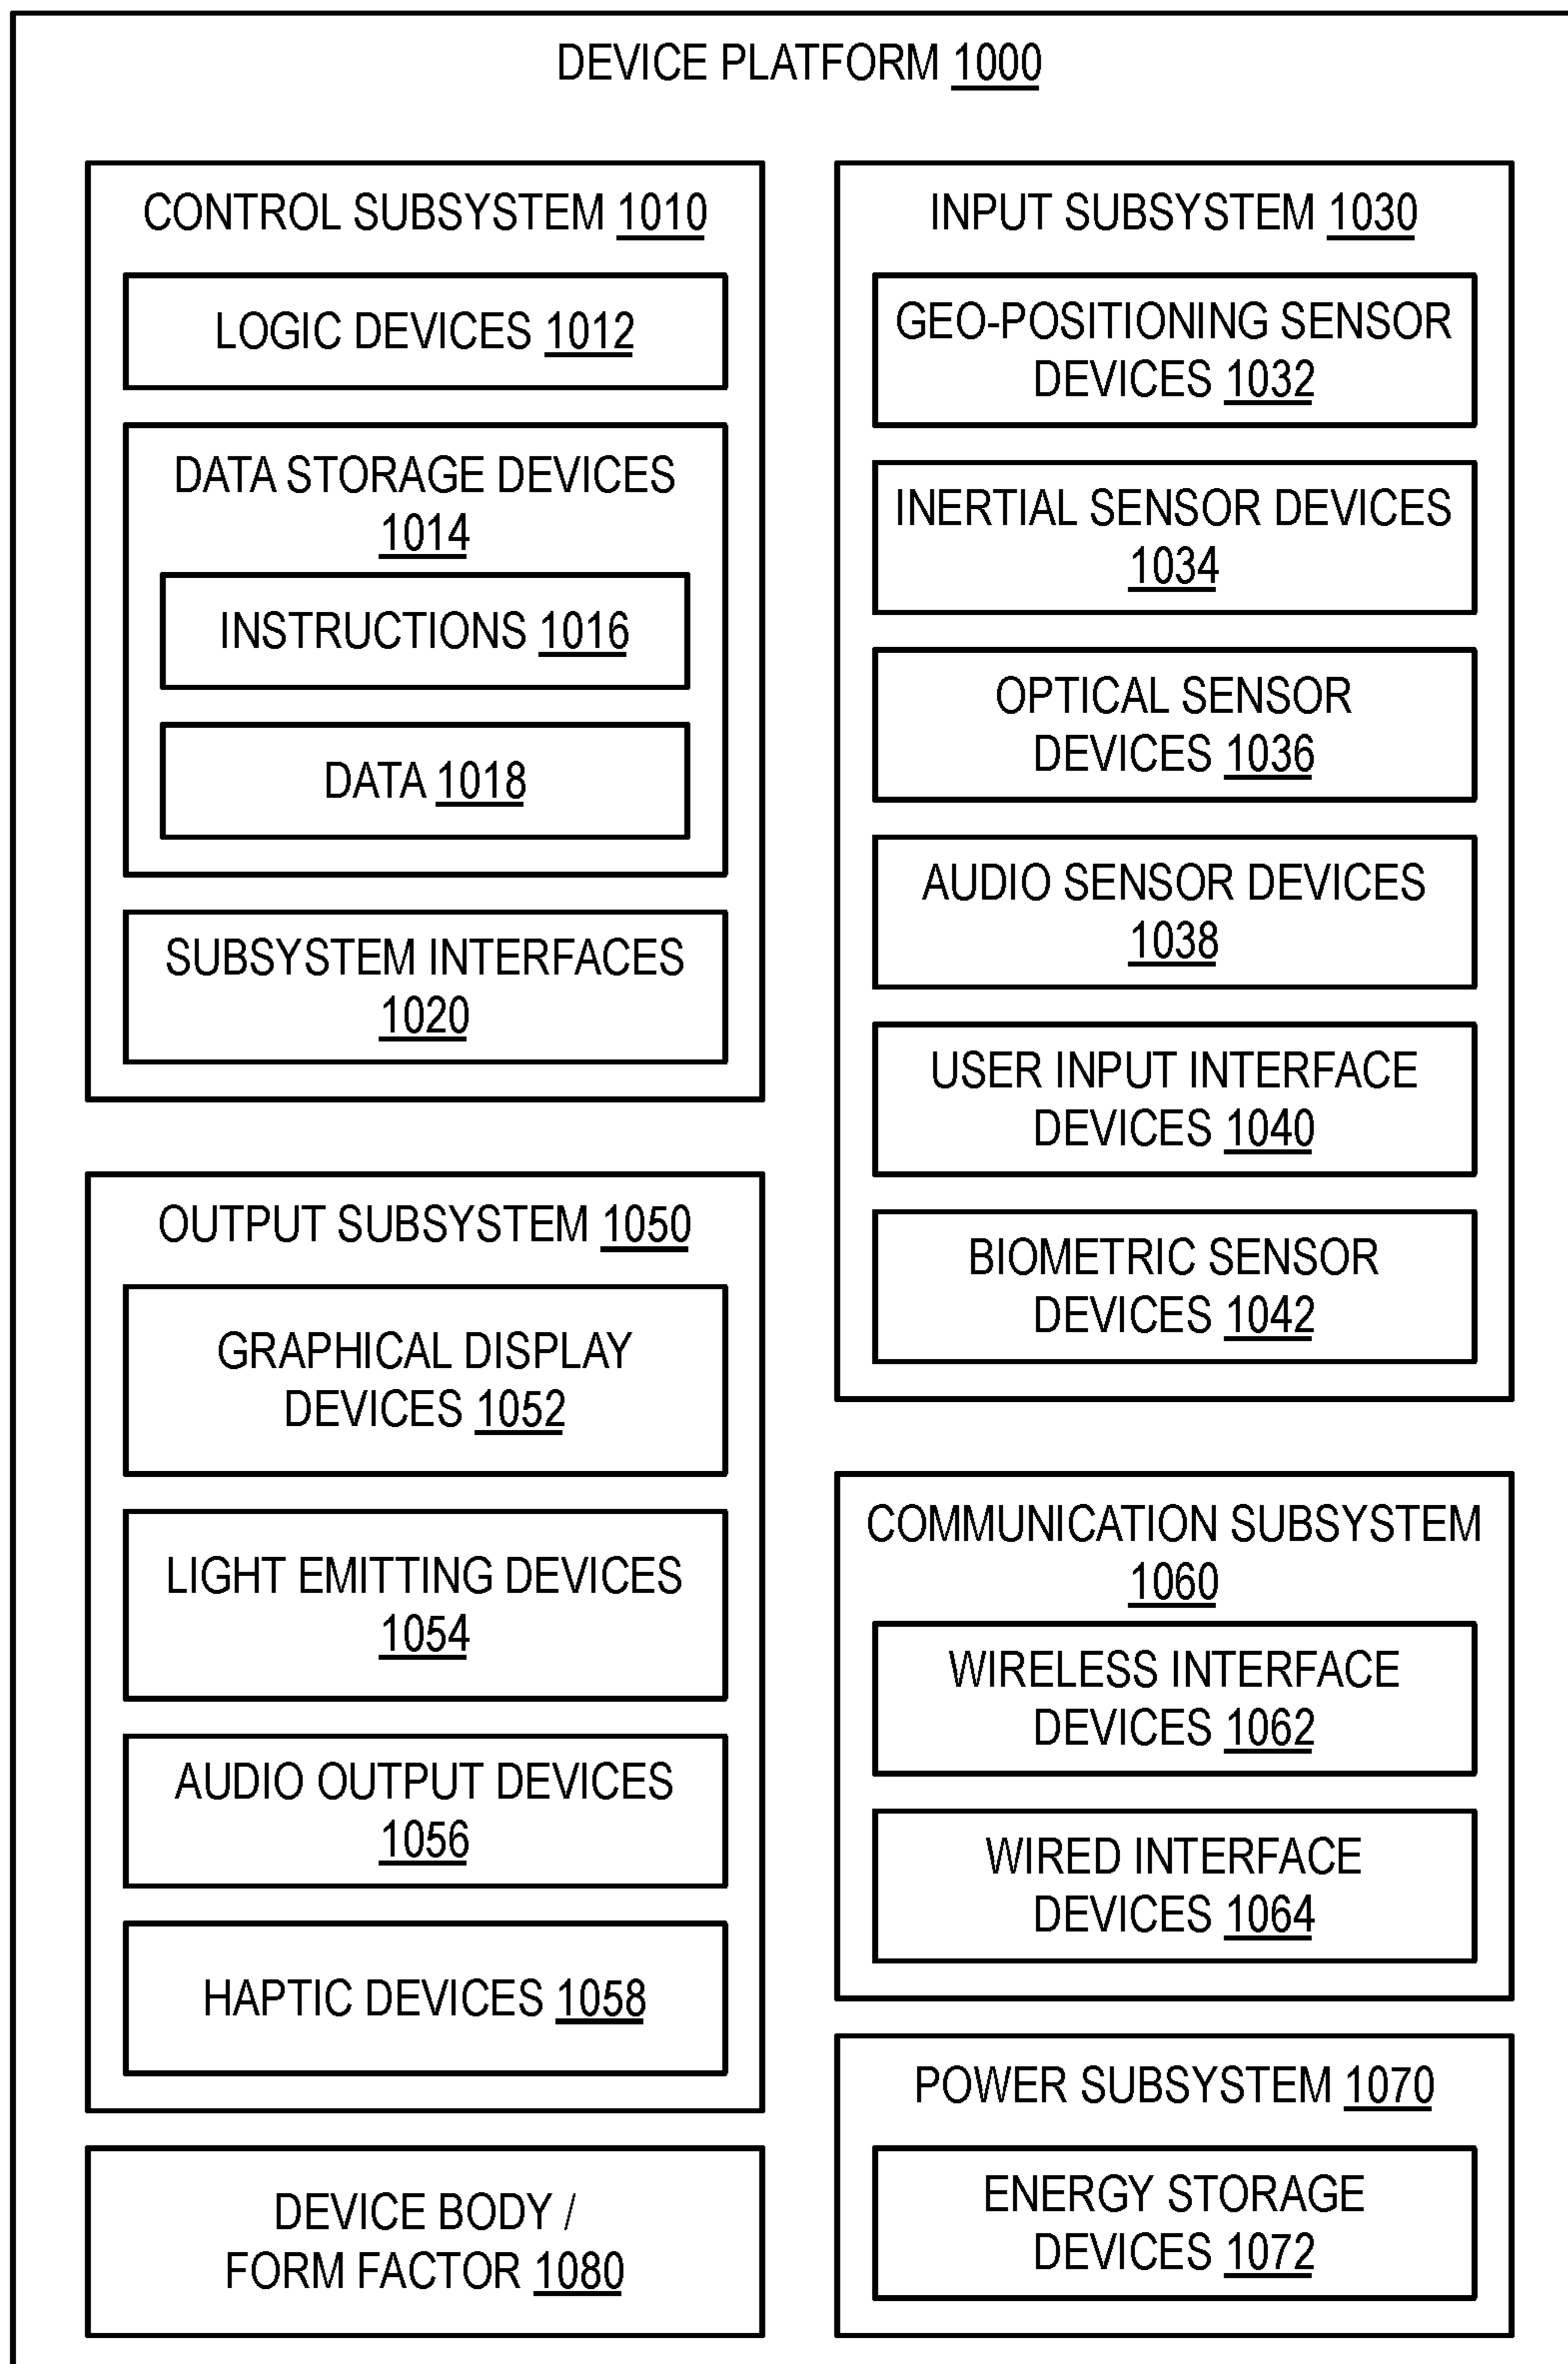 DEVICE PLATFORM 1000
CONTROL SUBSYSTEM 1010
LOGIC DEVICES 1012
DATA STORAGE DEVICES
1014
INSTRUCTIONS 1016
DATA 1018
SUBSYSTEM INTERFACES
1020
OUTPUT SUBSYSTEM 1050
GRAPHICAL DISPLAY
DEVICES 1052
LIGHT EMITTING DEVICES
1054
AUDIO OUTPUT DEVICES
1056
HAPTIC DEVICES 1058
DEVICE BODY /
FORM FACTOR 1080
INPUT SUBSYSTEM 1030
GEO-POSITIONING SENSOR
DEVICES 1032
INERTIAL SENSOR DEVICES
1034
OPTICAL SENSOR
DEVICES 1036
AUDIO SENSOR DEVICES
1038
USER INPUT INTERFACE
DEVICES 1040
BIOMETRIC SENSOR
DEVICES 1042
COMMUNICATION SUBSYSTEM
1060
WIRELESS INTERFACE
DEVICES 1062
WIRED INTERFACE
DEVICES 1064
POWER SUBSYSTEM 1070
ENERGY STORAGE
DEVICES 1072